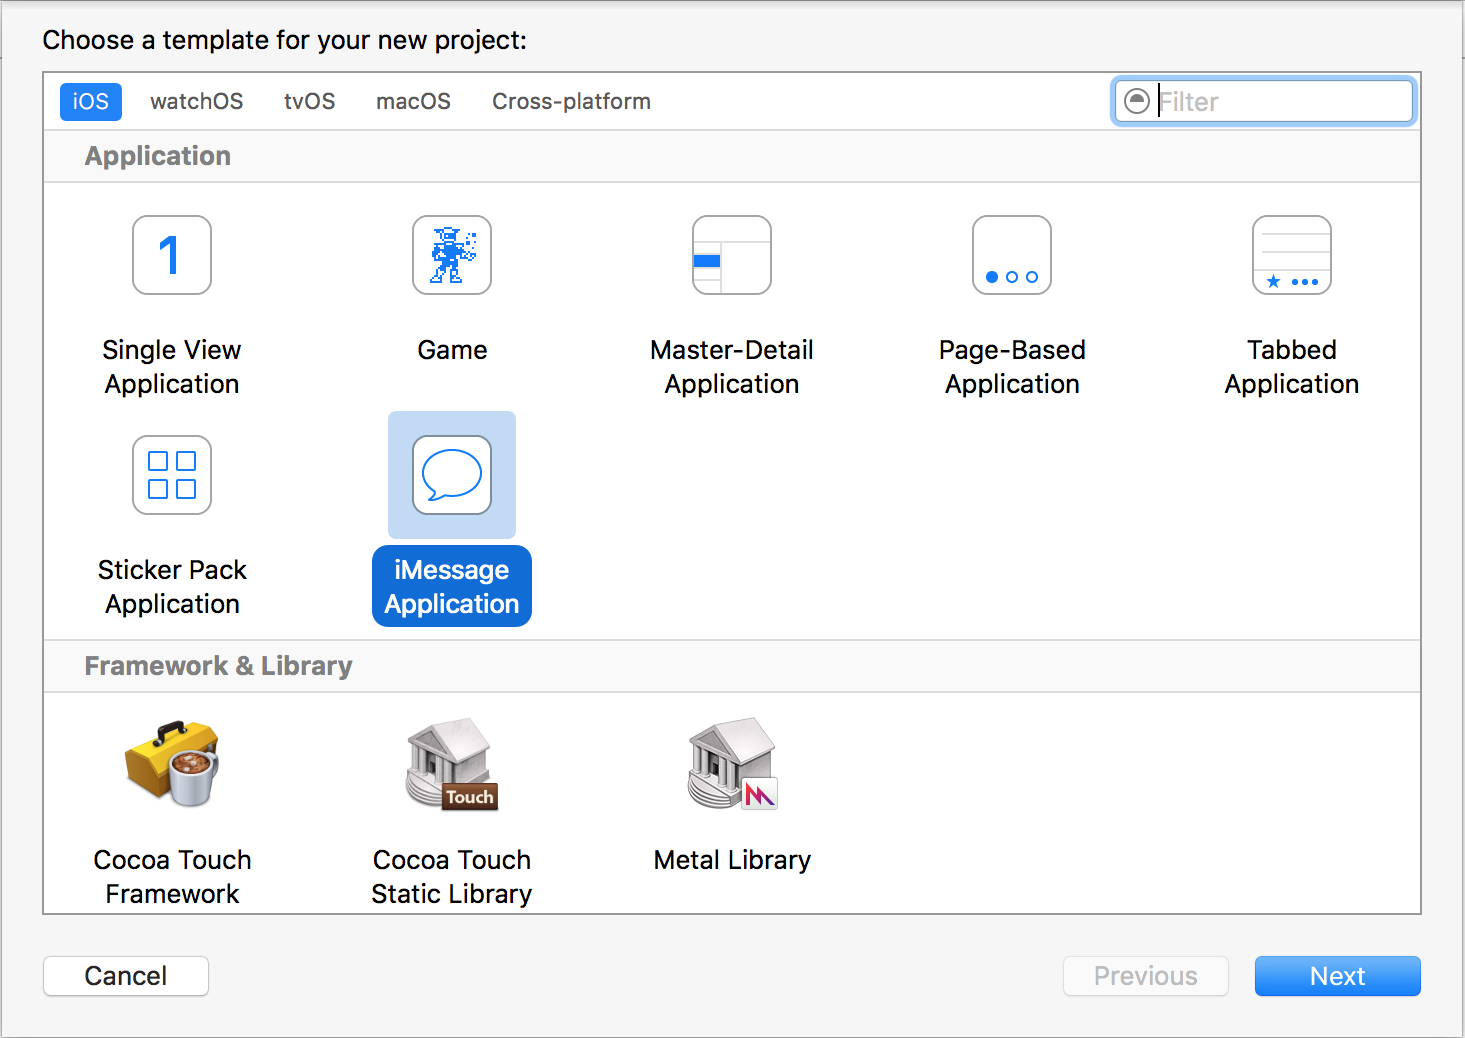 Choose a template for your new project:
iOS watchOS tvOS macOS Cross-platform Filter
Application
1
Single View Application
Game
Master-Detail Application
Page-Based Application
Tabbed Application
Sticker Pack Application
iMessage Application
Framework & Library
Touch
Cocoa Touch Framework
Cocoa Touch Static Library
Metal Library
Cancel Previous Next